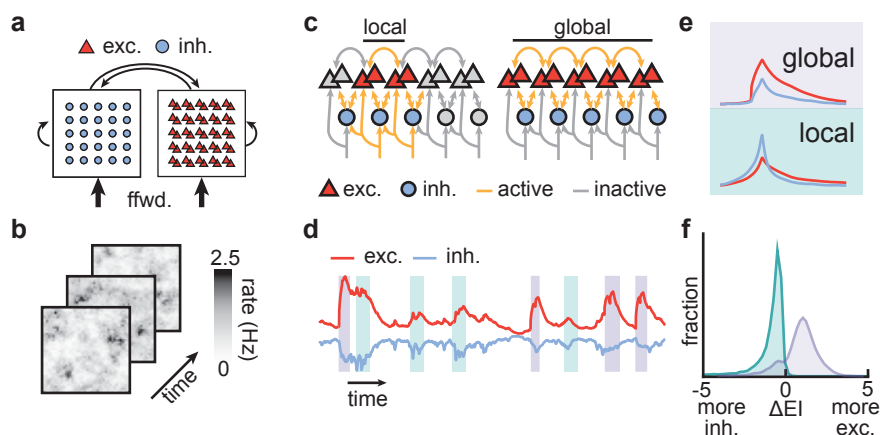 a
exc. inh.
ffwd.
b
2.5
rate (Hz)
0
time
c
local global
exc. inh. active inactive
d
exc. inh.
time
e
global
local
f
fraction
-5 0 5
more inh.
ΔEI
more exc.